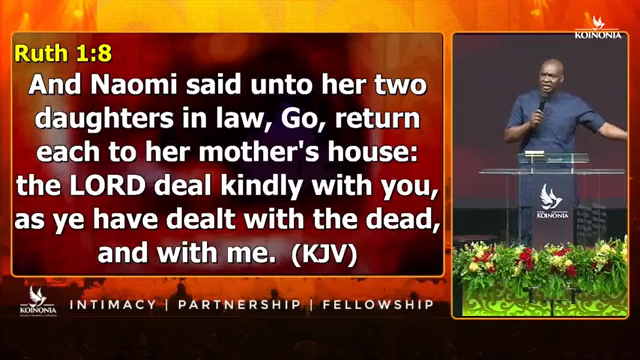 KOINONIA
Ruth 1:8
And Naomi said unto her two
daughters in law, Go, return
each to her mother's house:
the LORD deal kindly with you,
as ye have dealt with the dead,
and with me. (KJV)
KOINONIA
KOINONIA
INTIMACY | PARTNERSHIP | FELLOWSHIP